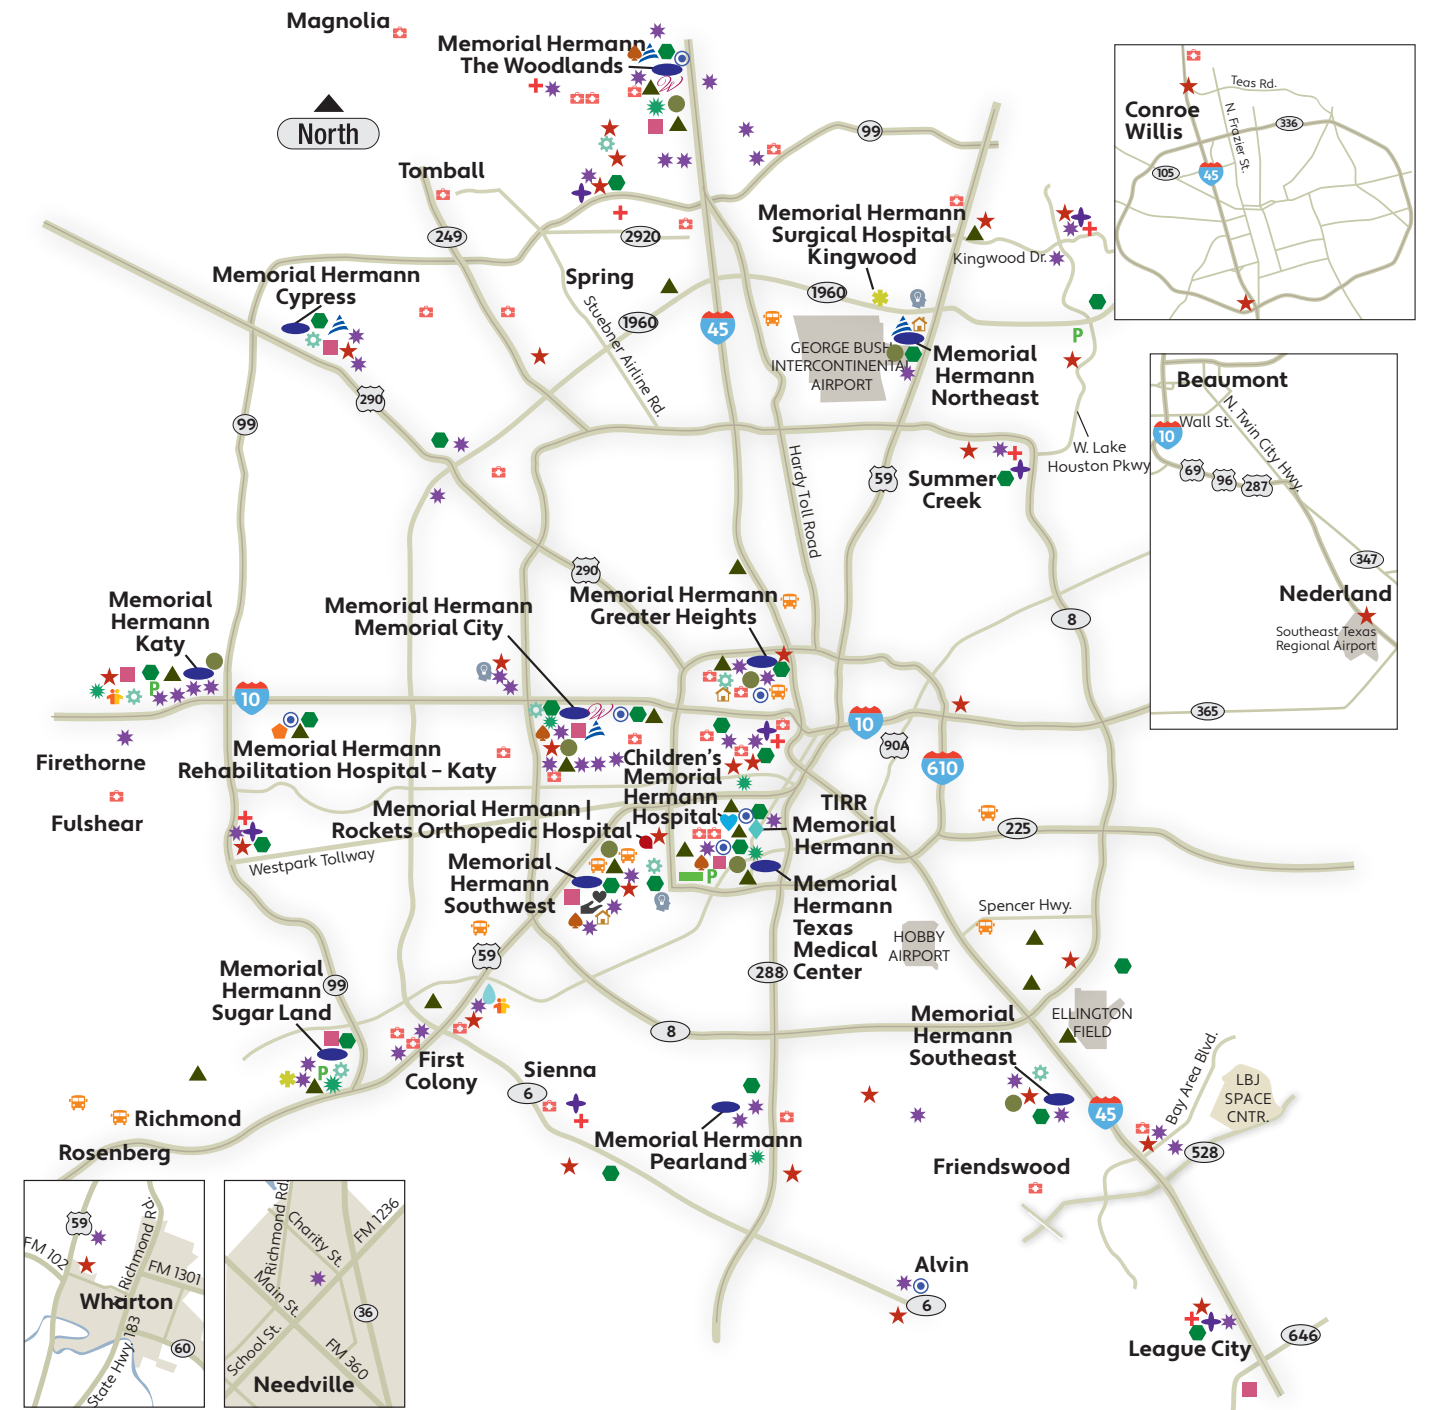 Magnolia
Memorial Hermann
The Woodlands
North
Tomball
99
249
2920
Memorial Hermann
Surgical Hospital
Kingwood
Kingwood Dr.
Memorial Hermann
Cypress
Spring
1960
1960
Stuebner Airline Rd.
45
GEORGE BUSH
INTERCONTINENTAL
AIRPORT
P
Memorial
Hermann
Northeast
290
99
Hardy Toll Road
59
Summer
Creek
W. Lake
Houston Pkwy
Conroe
Willis
Teas Rd.
N. Frazier St.
336
105
45
Beaumont
Wall St.
N. Twin City Hwy.
10
69
96
287
347
Nederland
Southeast Texas
Regional Airport
365
290
Memorial
Hermann
Katy
P
10
Memorial Hermann
Memorial City
Memorial Hermann
Greater Heights
8
Firethorne
Memorial Hermann
Rehabilitation Hospital – Katy
Fulshear
10
90A
610
Children's
Memorial
Hermann
Hospital
TIRR
Memorial
Hermann
225
Memorial Hermann |
Rockets Orthopedic Hospital
Westpark Tollway
Memorial
Hermann
Southwest
P
Memorial
Hermann
Texas
Medical
Center
Spencer Hwy.
HOBBY
AIRPORT
59
288
Memorial
Hermann
Sugar Land
99
P
First
Colony
8
Memorial
Hermann
Southeast
ELLINGTON
FIELD
Sienna
6
Memorial Hermann
Pearland
45
Bay Area Blvd.
LBJ
SPACE
CNTR.
528
Friendswood
Richmond
Rosenberg
59
FM 102
Richmond Rd.
FM 1301
Wharton
State Hwy. 183
60
Richmond Rd.
Charity St.
FM 1236
Main St.
School St.
36
FM 360
Needville
Alvin
6
League City
646